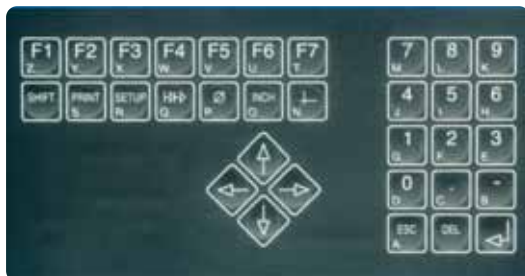 F1 F2 F3 F4 F5 F6 F7
Z Y X W V U T
SHIFT PRINT SETUP Ø INCH
S R Q P O N
7 8 9
M L K
4 5 6
J I H
1 2 3
G F E
0 . -
D C B
ESC DEL
A